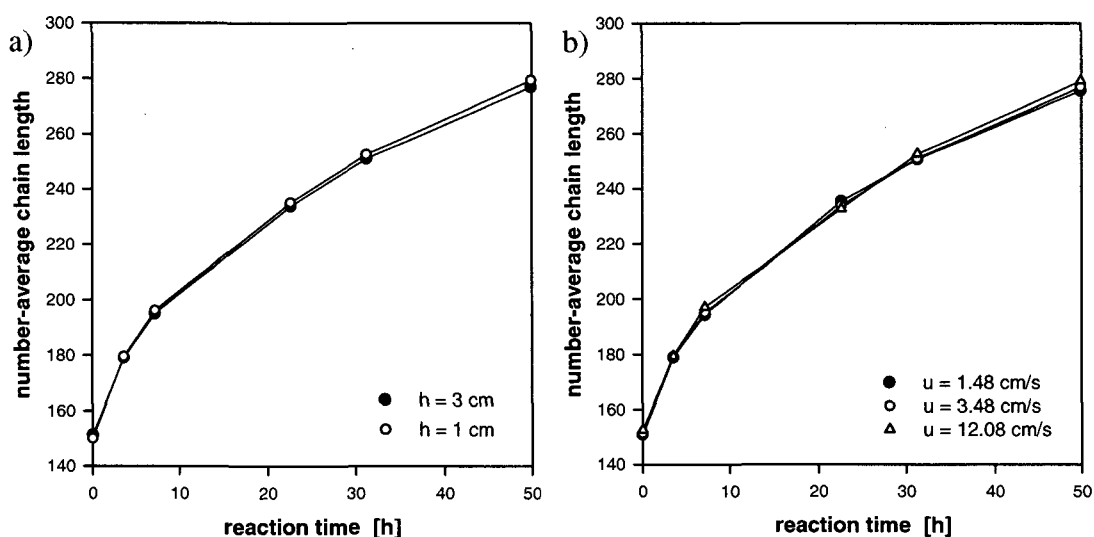 a)
number-average chain length
300
280
260
240
220
200
180
160
140
0 10 20 30 40 50
reaction time [h]
h = 3 cm
h = 1 cm
b)
number-average chain length
300
280
260
240
220
200
180
160
140
0 10 20 30 40 50
reaction time [h]
u = 1.48 cm/s
u = 3.48 cm/s
u = 12.08 cm/s